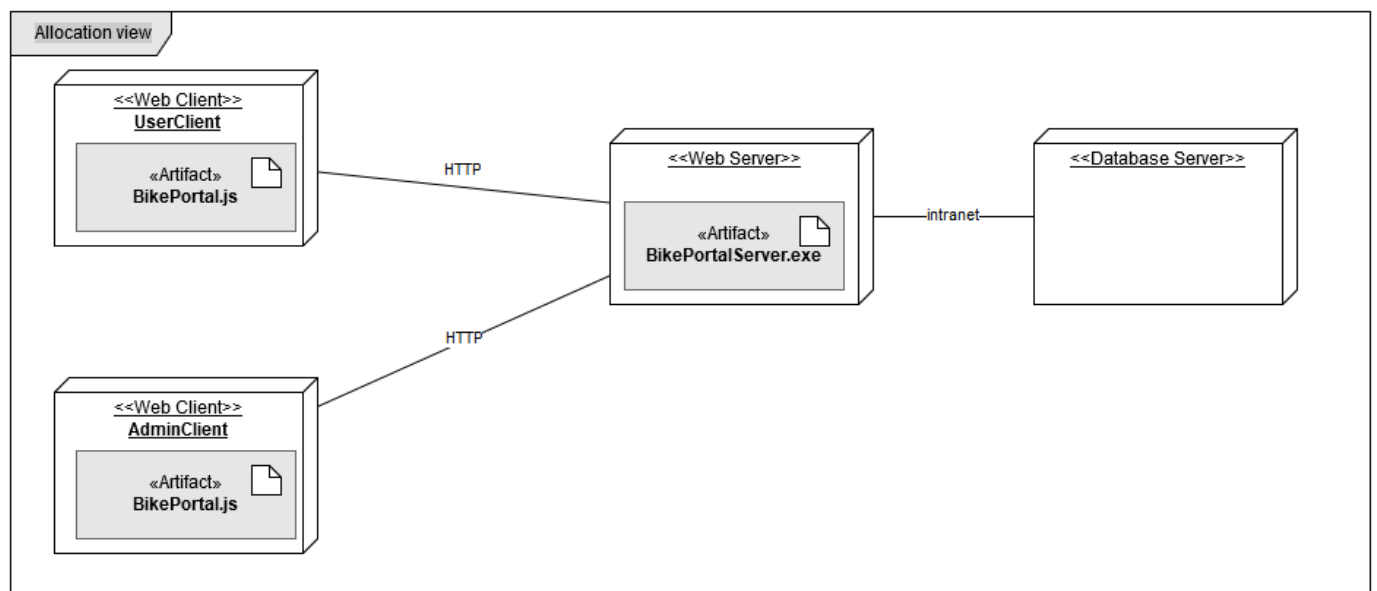 Allocation view
<<Web Client>>
UserClient
«Artifact»
BikePortal.js
HTTP
<<Web Server>>
«Artifact»
BikePortalServer.exe
intranet
<<Database Server>>
HTTP
<<Web Client>>
AdminClient
«Artifact»
BikePortal.js